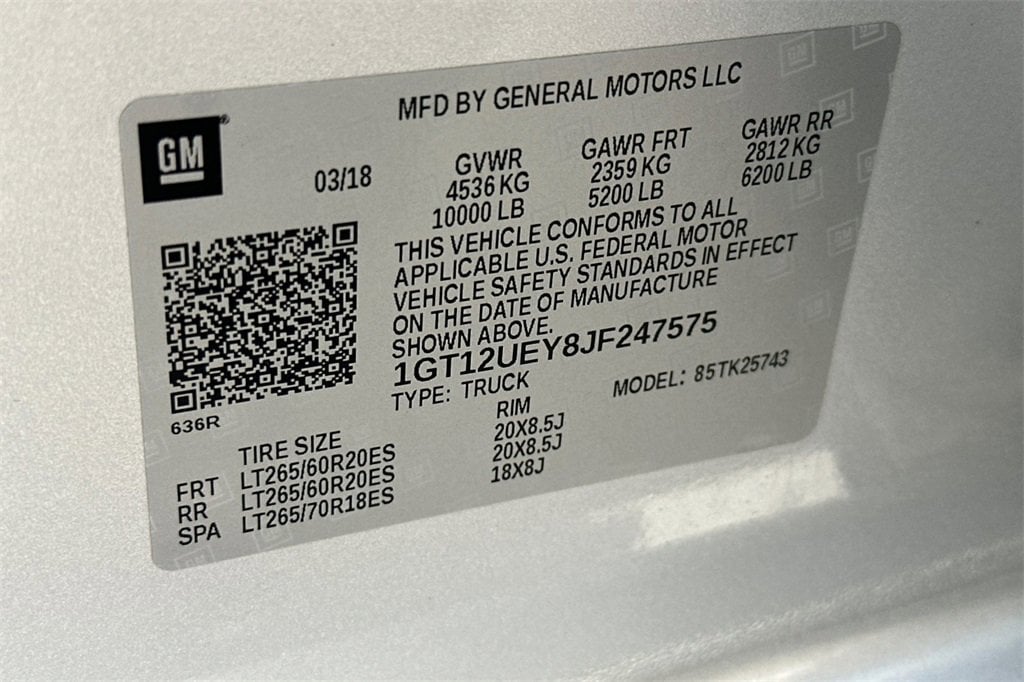 MFD BY GENERAL MOTORS LLC
GM®
03/18
GVWR
4536 KG
10000 LB
GAWR FRT
2359 KG
5200 LB
GAWR RR
2812 KG
6200 LB
THIS VEHICLE CONFORMS TO ALL
APPLICABLE U.S. FEDERAL MOTOR
VEHICLE SAFETY STANDARDS IN EFFECT
ON THE DATE OF MANUFACTURE
SHOWN ABOVE.
1GT12UEY8JF247575
TYPE: TRUCK
MODEL: 85TK25743
636R
TIRE SIZE RIM
FRT LT265/60R20ES 20X8.5J
RR LT265/60R20ES 20X8.5J
SPA LT265/70R18ES 18X8J